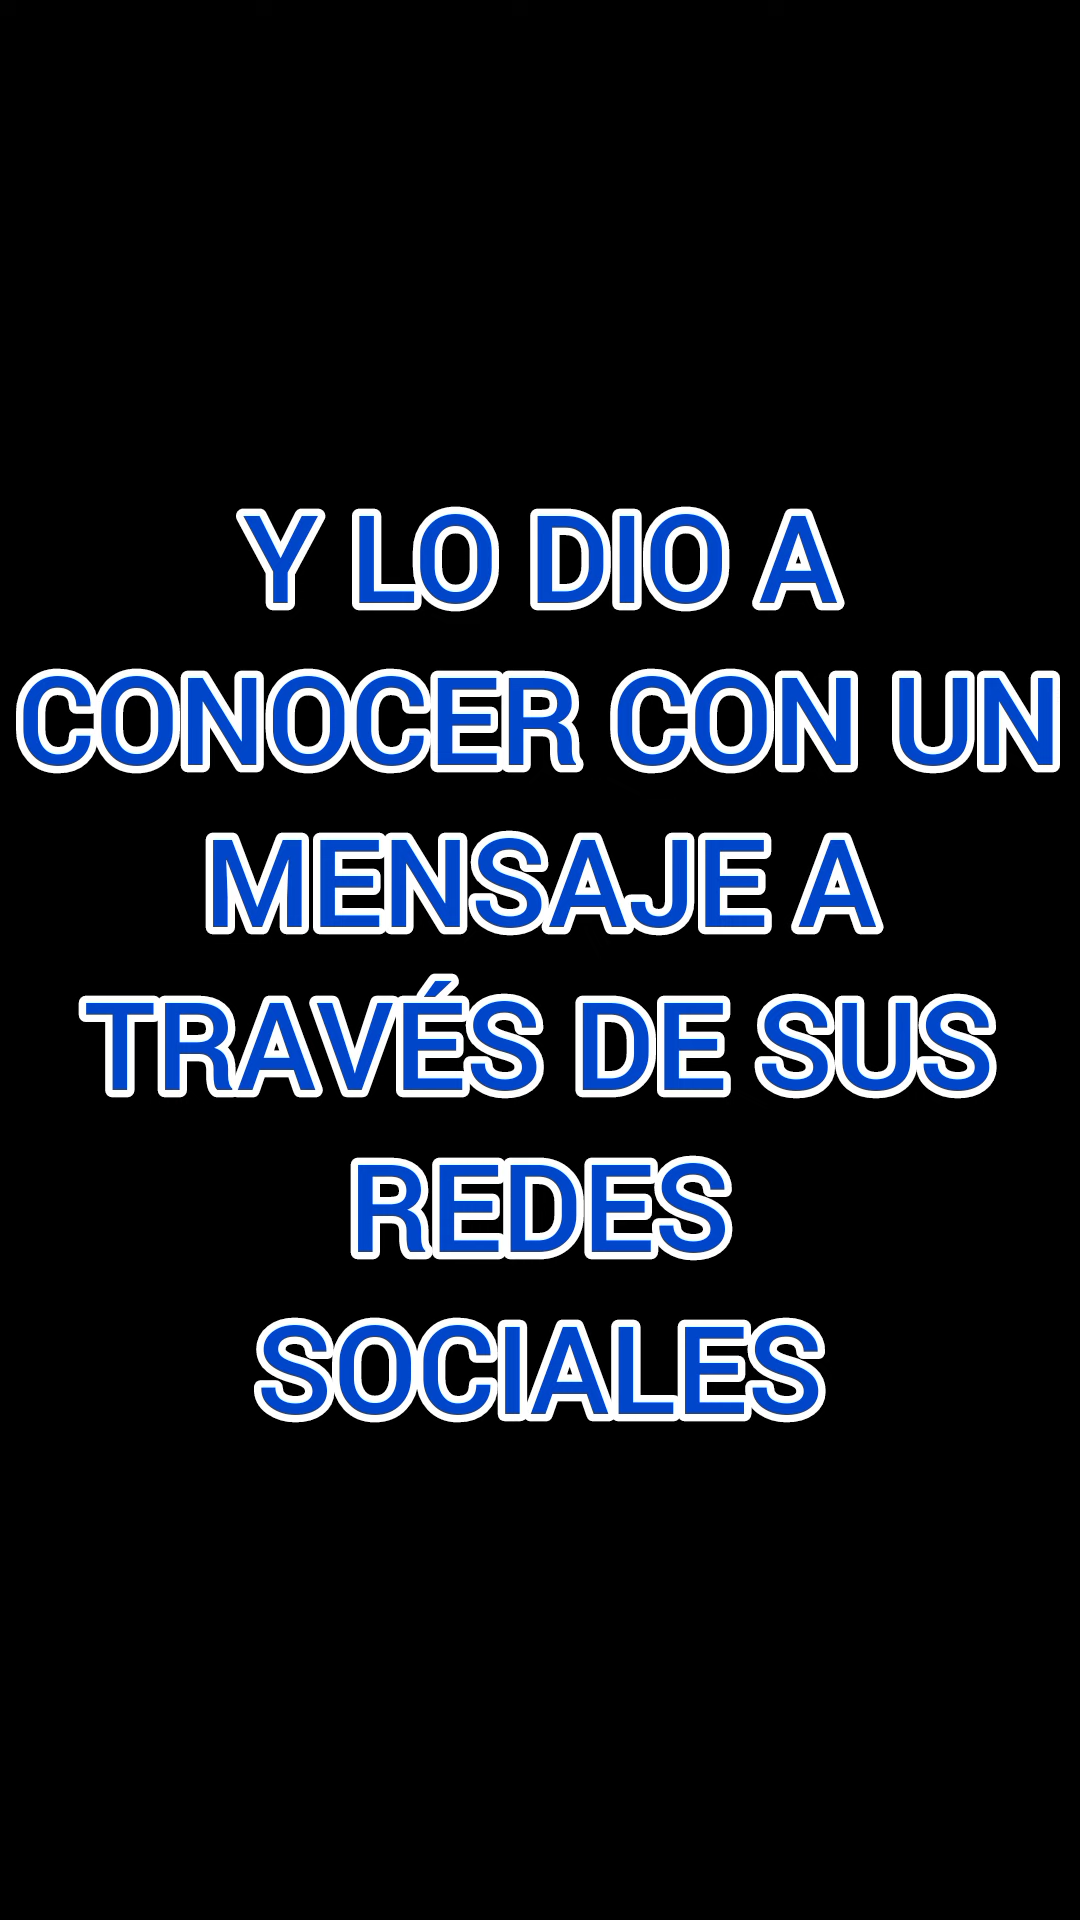 Y LO DIO A
CONOCER CON UN
MENSAJE A
TRAVÉS DE SUS
REDES
SOCIALES